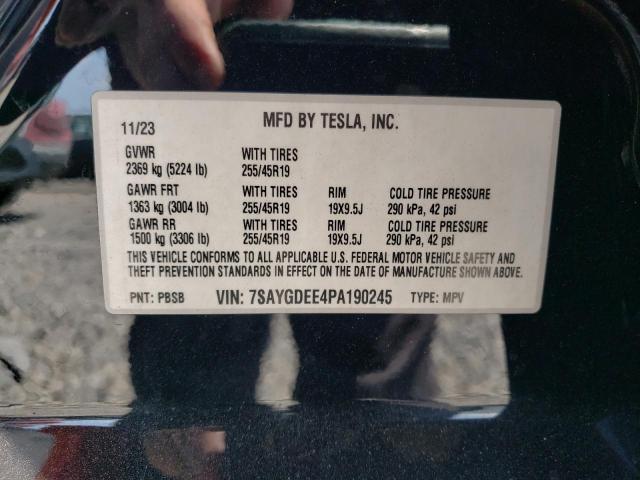 MFD BY TESLA, INC.
11/23
GVWR WITH TIRES
2369 kg (5224 lb) 255/45R19
GAWR FRT WITH TIRES RIM COLD TIRE PRESSURE
1363 kg (3004 lb) 255/45R19 19X9.5J 290 kPa, 42 psi
GAWR RR WITH TIRES RIM COLD TIRE PRESSURE
1500 kg (3306 lb) 255/45R19 19X9.5J 290 kPa, 42 psi
THIS VEHICLE CONFORMS TO ALL APPLICABLE U.S. FEDERAL MOTOR VEHICLE SAFETY AND
THEFT PREVENTION STANDARDS IN EFFECT ON THE DATE OF MANUFACTURE SHOWN ABOVE.
PNT: PBSB VIN: 7SAYGDEE4PA190245 TYPE: MPV